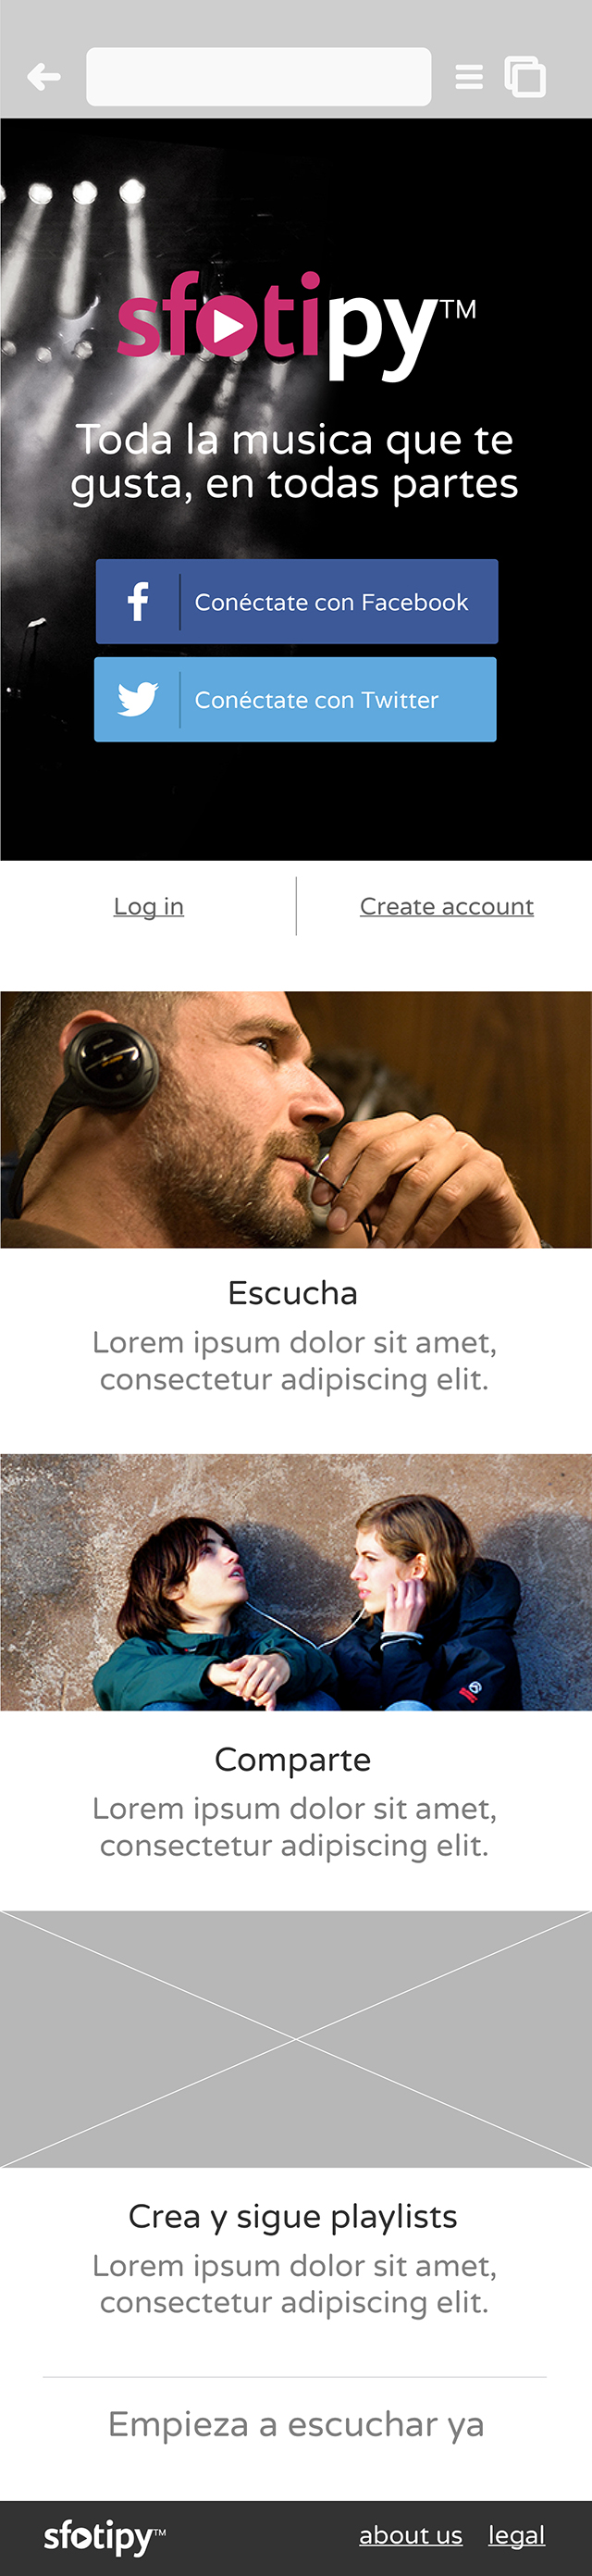 sfotipy™
Toda la musica que te
gusta, en todas partes
Conéctate con Facebook
Conéctate con Twitter
Log in
Create account
Escucha
Lorem ipsum dolor sit amet,
consectetur adipiscing elit.
Comparte
Lorem ipsum dolor sit amet,
consectetur adipiscing elit.
Crea y sigue playlists
Lorem ipsum dolor sit amet,
consectetur adipiscing elit.
Empieza a escuchar ya
sfotipy™
about us
legal